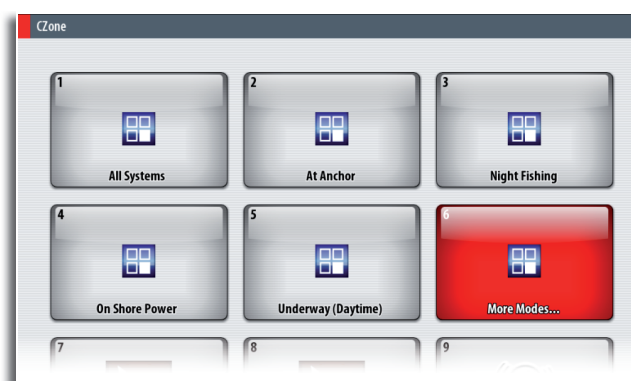 CZone
1 2 3
All Systems At Anchor Night Fishing
4 5 6
On Shore Power Underway (Daytime) More Modes...
7 8 9